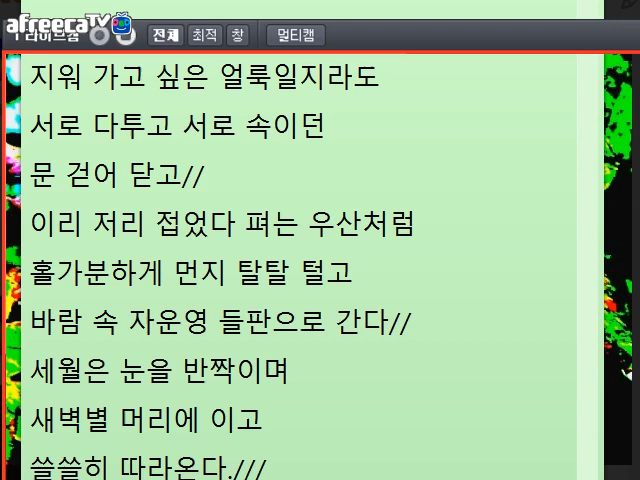 afreecaTV
전체 최적 창 멀티캠
지워 가고 싶은 얼룩일지라도
서로 다투고 서로 속이던
문 걷어 닫고//
이리 저리 접었다 펴는 우산처럼
홀가분하게 먼지 탈탈 털고
바람 속 자운영 들판으로 간다//
세월은 눈을 반짝이며
새벽별 머리에 이고
쓸쓸히 따라온다.///